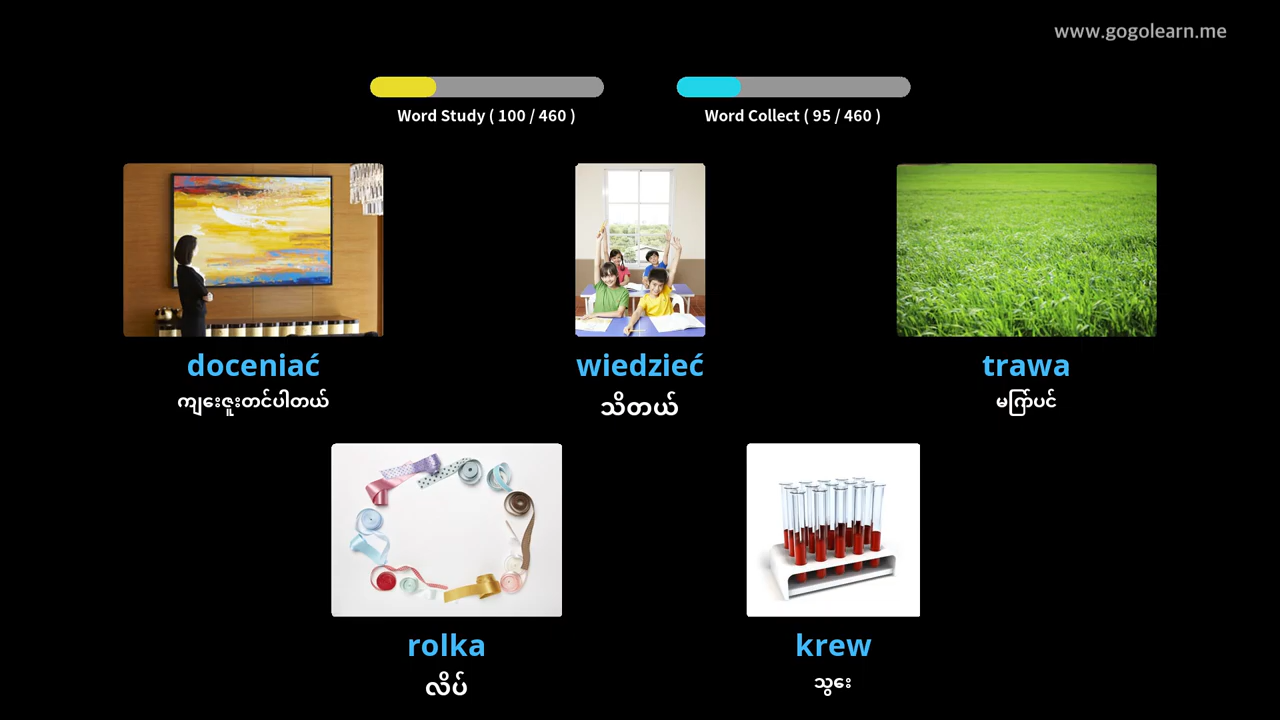 www.gogolearn.me
Word Study ( 100 / 460 )
Word Collect ( 95 / 460 )
doceniać
ကျေးဇူးတင်ပါတယ်
wiedzieć
သိတယ်
trawa
မြက်ပင်
rolka
လိပ်
krew
သွေး